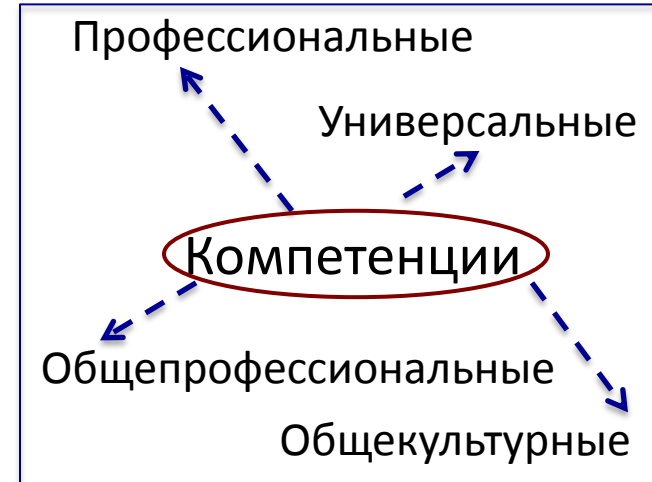 Профессиональные
Универсальные
Компетенции
Общепрофессиональные
Общекультурные